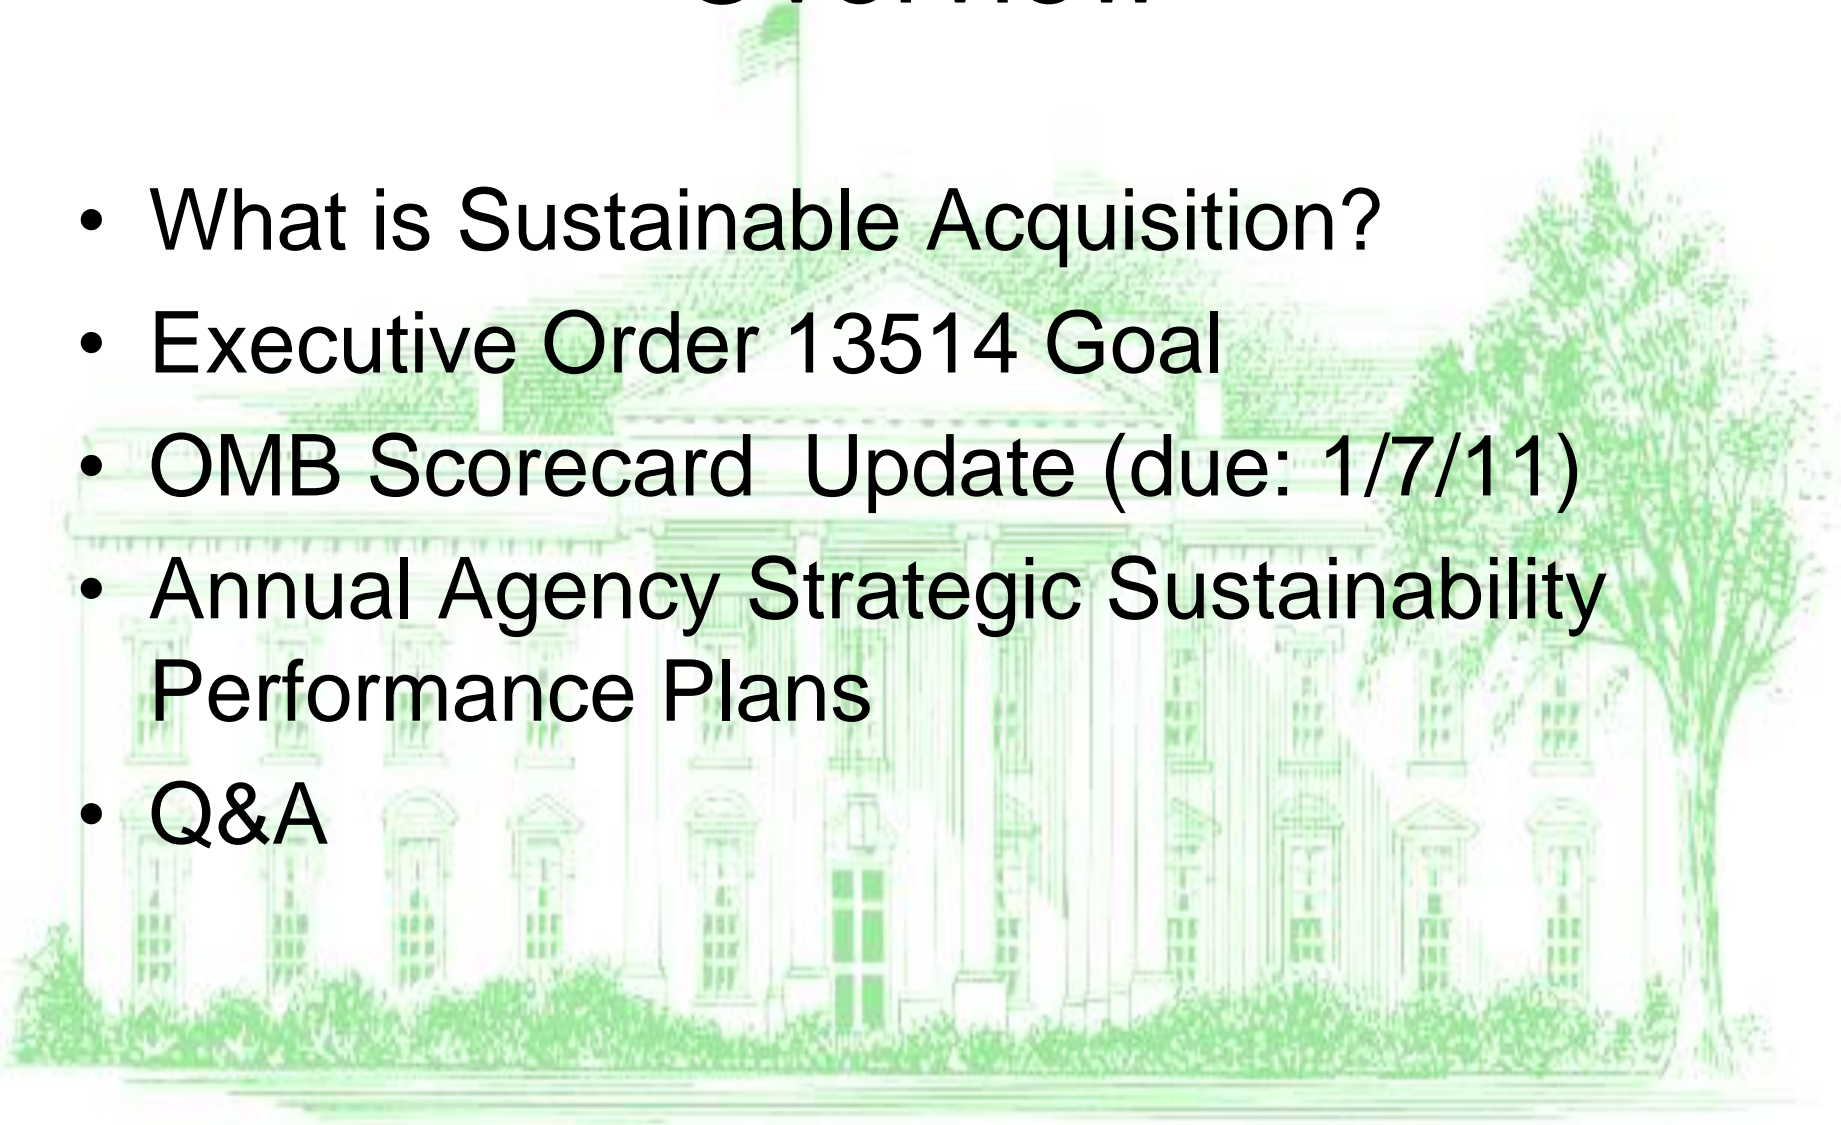 Overview
• What is Sustainable Acquisition?
• Executive Order 13514 Goal
• OMB Scorecard  Update (due: 1/7/11)
• Annual Agency Strategic Sustainability
Performance Plans
• Q&A